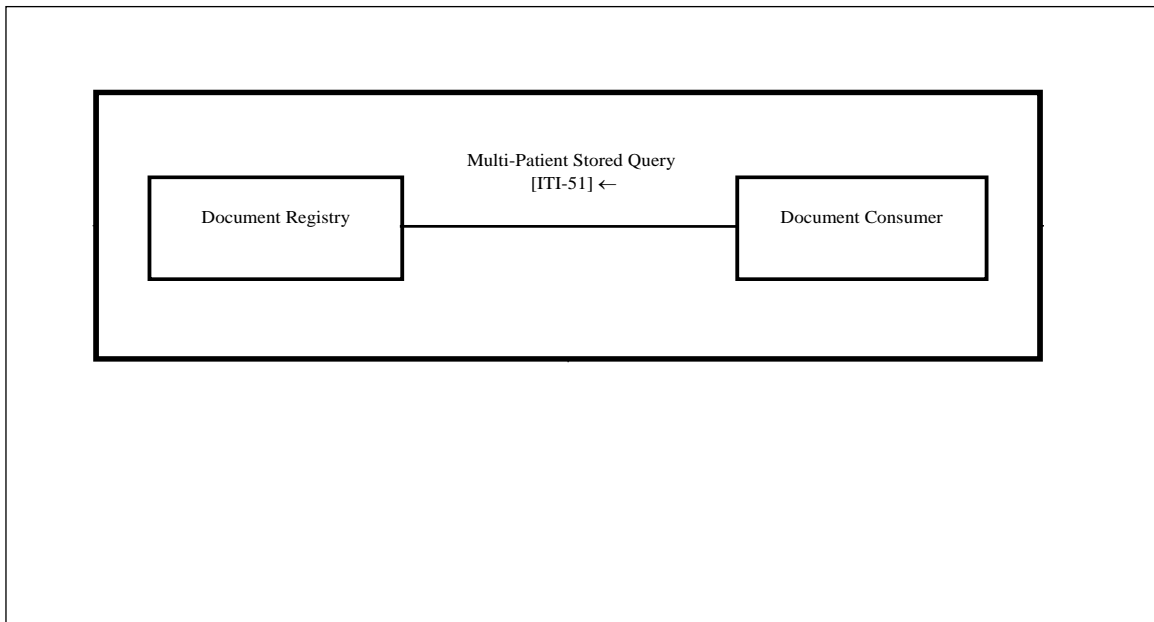 Multi-Patient Stored Query
[ITI-51] ←
Document Registry
Document Consumer